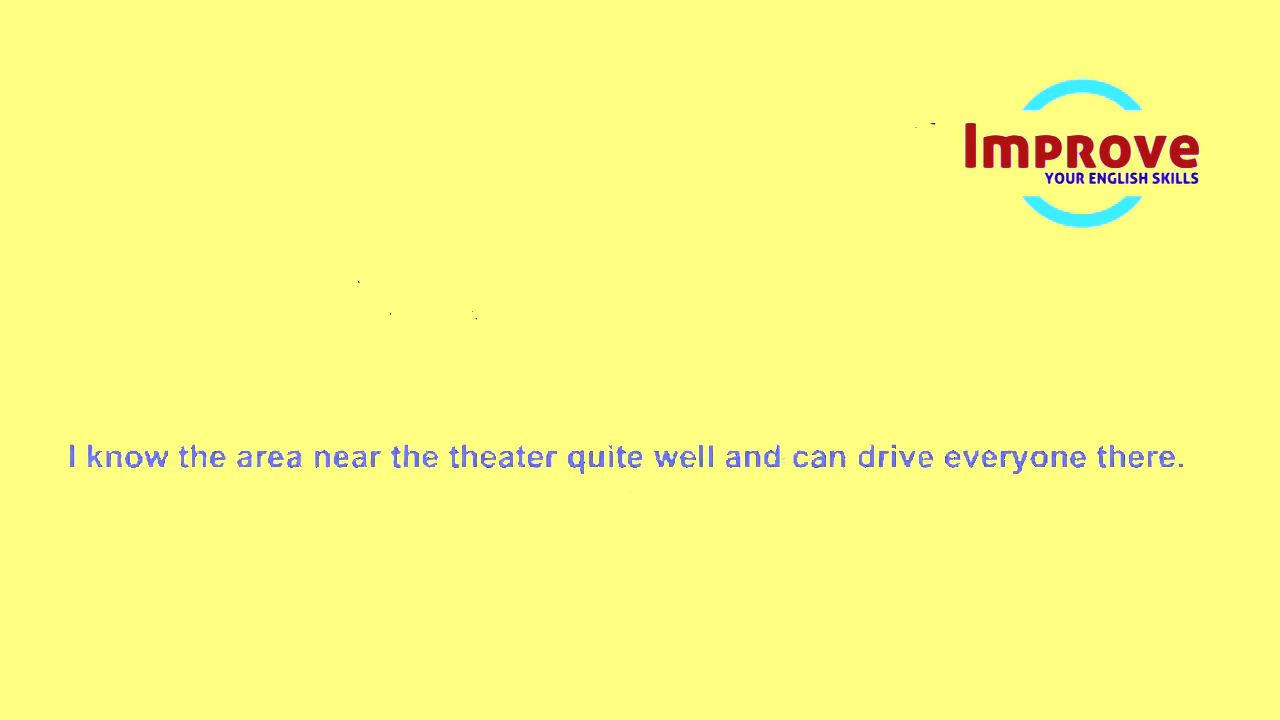 Improve
YOUR ENGLISH SKILLS
I know the area near the theater quite well and can drive everyone there.